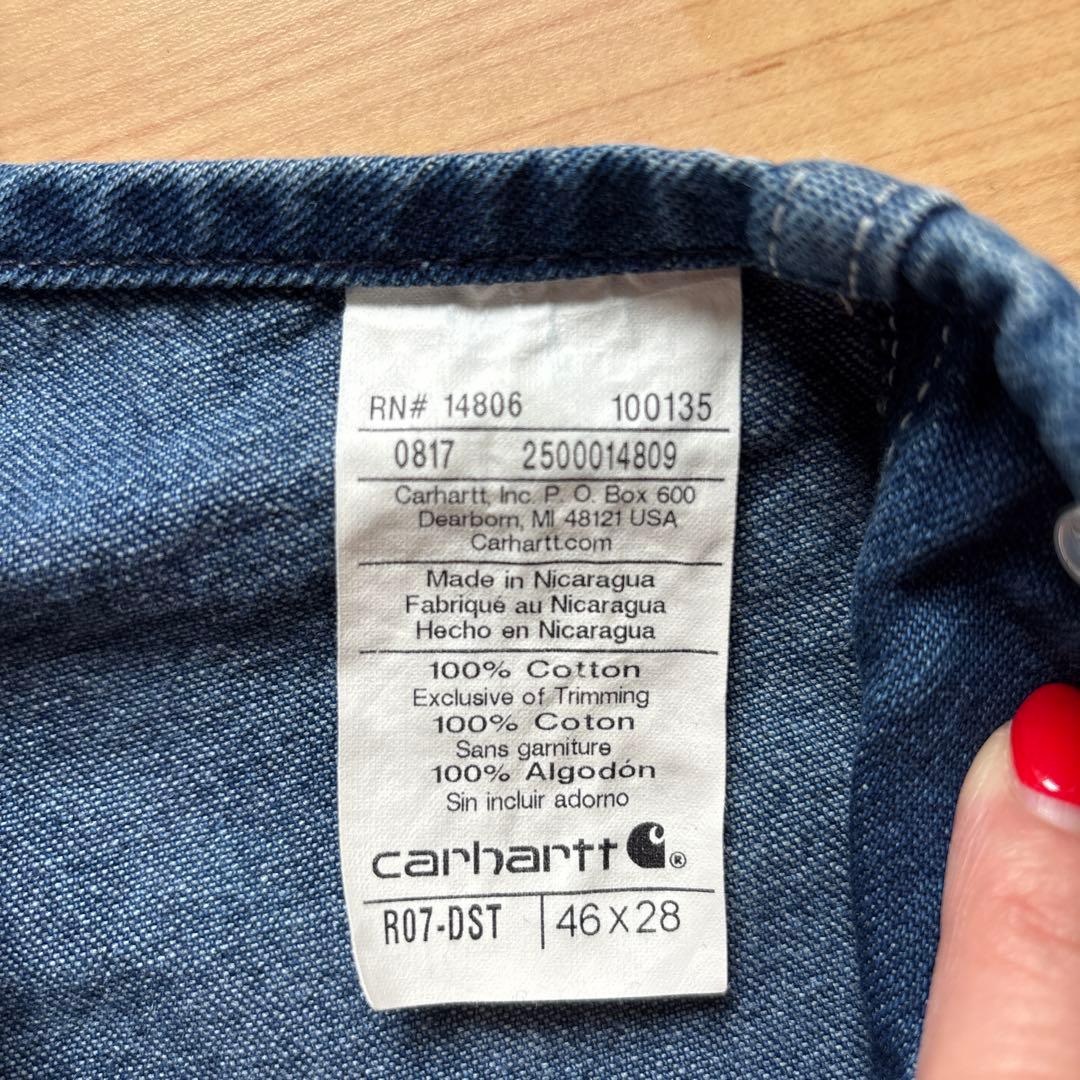 RN# 14806 100135
0817 2500014809
Carhartt, Inc. P. O. Box 600
Dearborn, MI 48121 USA
Carhartt.com
Made in Nicaragua
Fabriqué au Nicaragua
Hecho en Nicaragua
100% Cotton
Exclusive of Trimming
100% Coton
Sans garniture
100% Algodón
Sin incluir adorno
carhartt ®
R07-DST 46 X 28